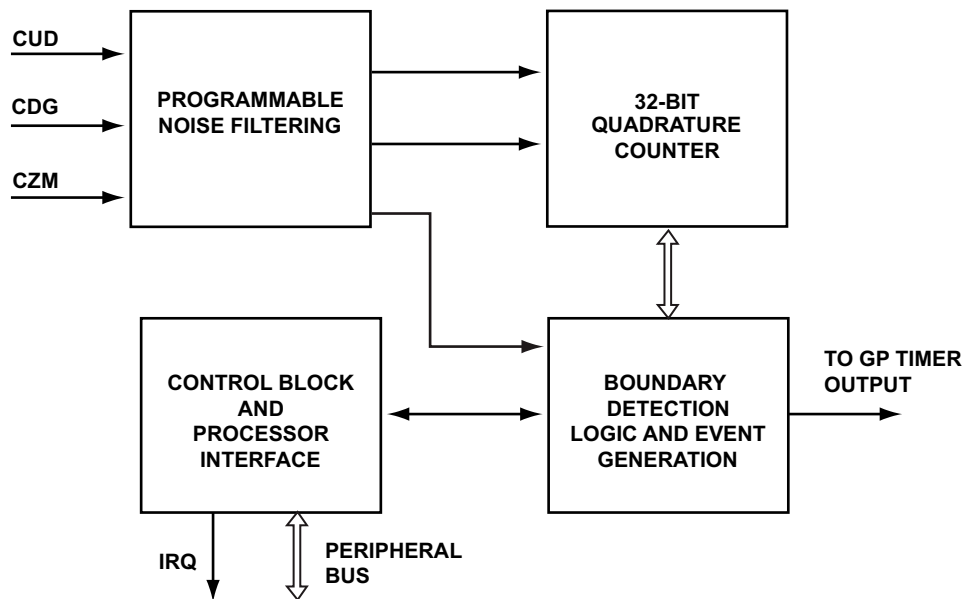 CUD
CDG
CZM
PROGRAMMABLE
NOISE FILTERING
32-BIT
QUADRATURE
COUNTER
CONTROL BLOCK
AND
PROCESSOR
INTERFACE
BOUNDARY
DETECTION
LOGIC AND EVENT
GENERATION
TO GP TIMER
OUTPUT
IRQ
PERIPHERAL
BUS